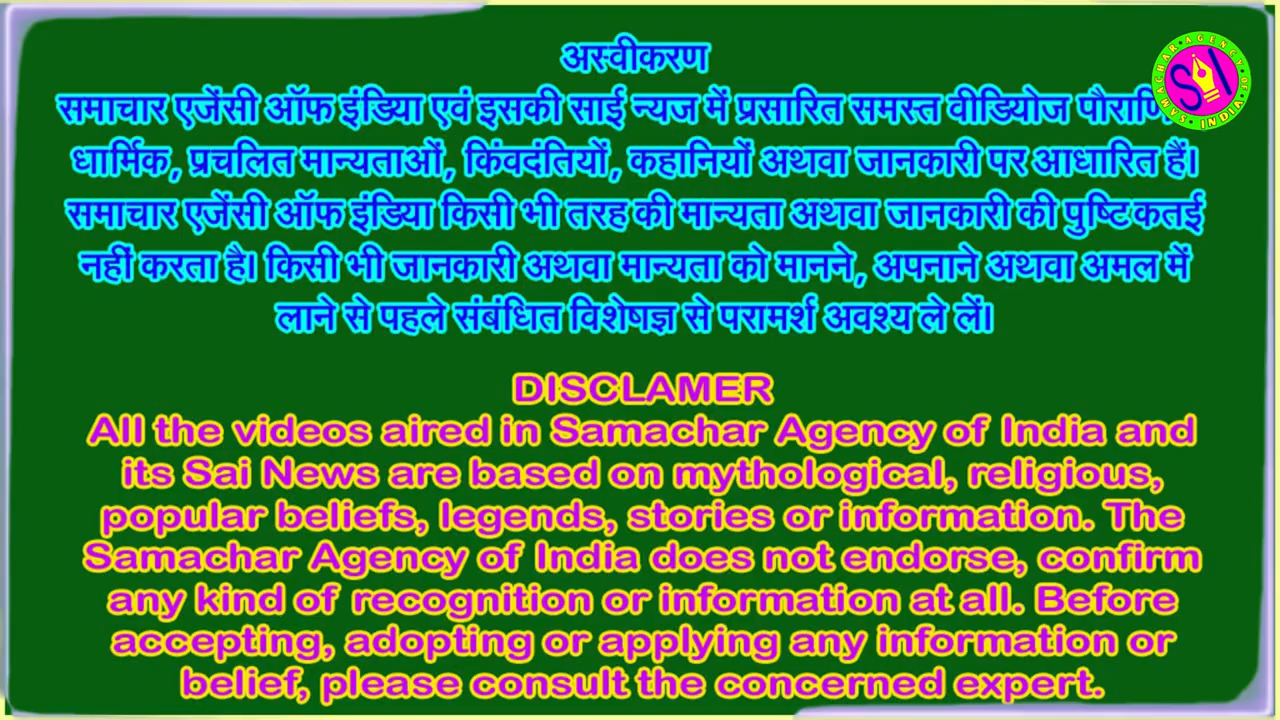 अस्वीकरण
समाचार एजेंसी ऑफ इंडिया एवं इसकी साई न्यज में प्रसारित समस्त वीडियोज
धार्मिक, प्रचलित मान्यताओं, किंवदंतियों, कहानियों अथवा जानकारी पर आधारित हैं।
समाचार एजेंसी ऑफ इंडिया किसी भी तरह की मान्यता अथवा जानकारी की पुष्टि कतई
नहीं करता है। किसी भी जानकारी अथवा मान्यता को मानने, अपनाने अथवा अमल में
लाने से पहले संबंधित विशेषज्ञ से परामर्श अवश्य ले लें।
DISCLAMER
All the videos aired in Samachar Agency of India and
its Sai News are based on mythological, religious,
popular beliefs, legends, stories or information. The
Samachar Agency of India does not endorse, confirm
any kind of recognition or information at all. Before
accepting, adopting or applying any information or
belief, please consult the concerned expert.
SAMACHAR AGENCY OF INDIA
SI